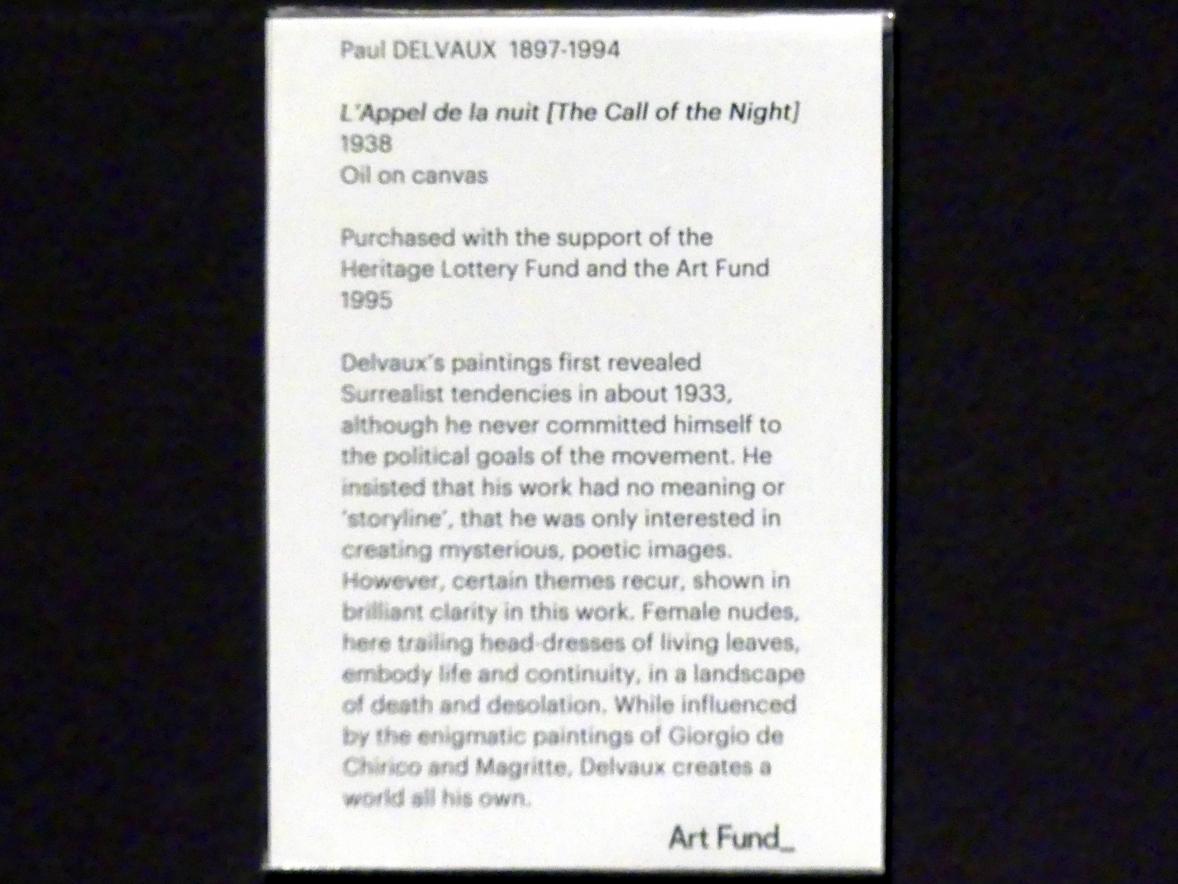 Paul DELVAUX 1897-1994
L'Appel de la nuit [The Call of the Night]
1938
Oil on canvas
Purchased with the support of the
Heritage Lottery Fund and the Art Fund
1995
Delvaux's paintings first revealed
Surrealist tendencies in about 1933,
although he never committed himself to
the political goals of the movement. He
insisted that his work had no meaning or
'storyline', that he was only interested in
creating mysterious, poetic images.
However, certain themes recur, shown in
brilliant clarity in this work. Female nudes,
here trailing head-dresses of living leaves,
embody life and continuity, in a landscape
of death and desolation. While influenced
by the enigmatic paintings of Giorgio de
Chirico and Magritte, Delvaux creates a
world all his own.
Art Fund_